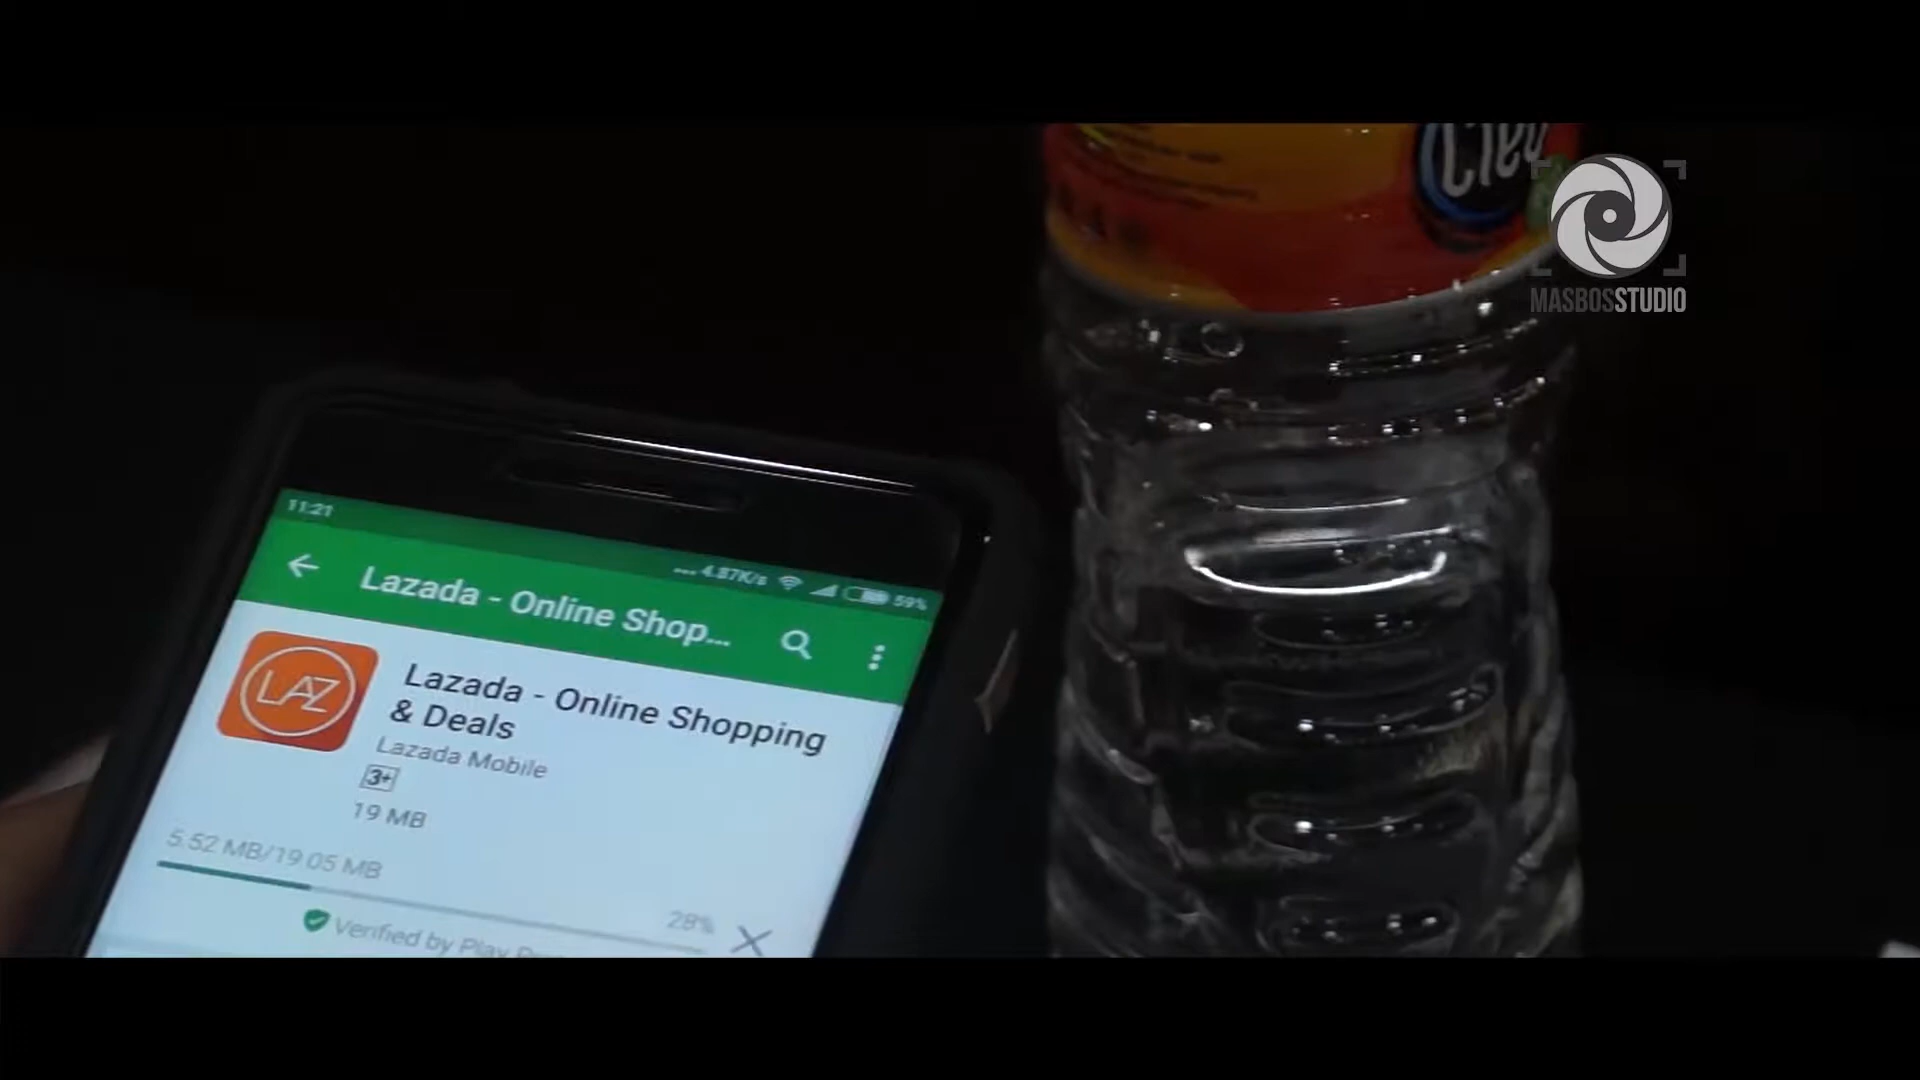 MASBOSSTUDIO
11:21
... 4.87K/s 59%
Lazada - Online Shop...
LAZ
Lazada - Online Shopping
& Deals
Lazada Mobile
3+
19 MB
5.52 MB/19.05 MB
28%
Verified by Play